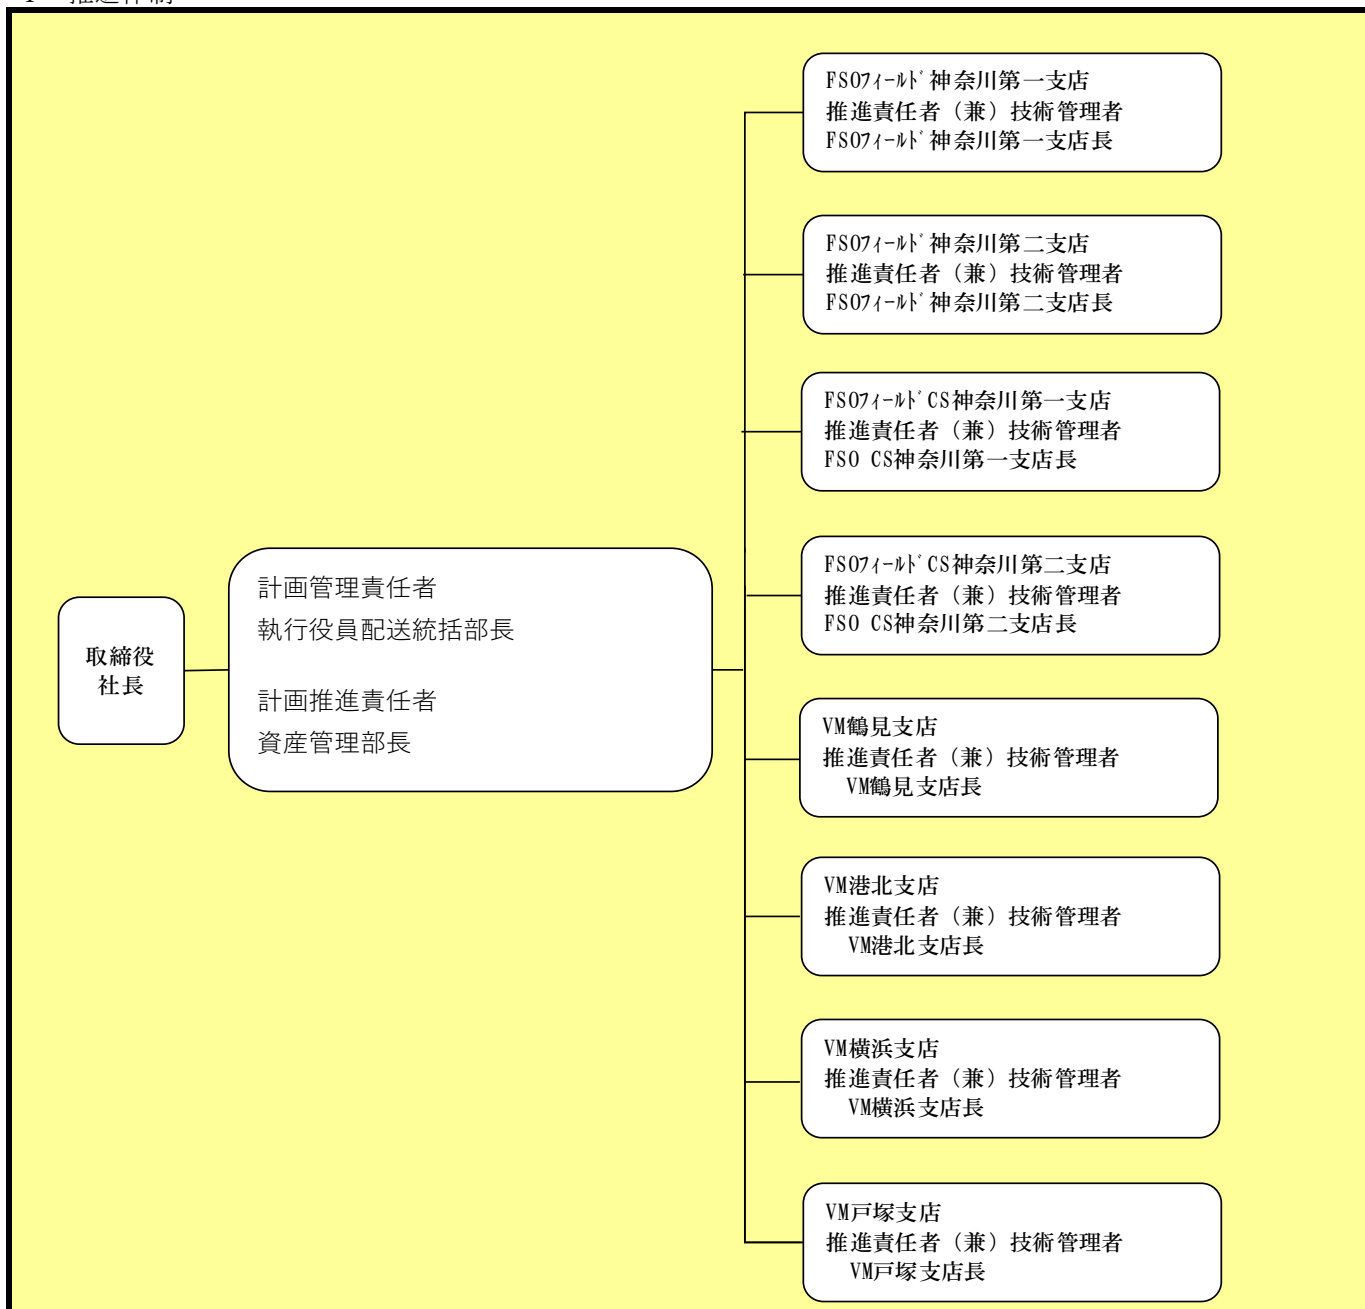 取締役
社長
計画管理責任者
執行役員配送統括部長
計画推進責任者
資産管理部長
FSOﾌｨｰﾙﾄﾞ神奈川第一支店
推進責任者（兼）技術管理者
FSOﾌｨｰﾙﾄﾞ神奈川第一支店長
FSOﾌｨｰﾙﾄﾞ神奈川第二支店
推進責任者（兼）技術管理者
FSOﾌｨｰﾙﾄﾞ神奈川第二支店長
FSOﾌｨｰﾙﾄﾞCS神奈川第一支店
推進責任者（兼）技術管理者
FSO CS神奈川第一支店長
FSOﾌｨｰﾙﾄﾞCS神奈川第二支店
推進責任者（兼）技術管理者
FSO CS神奈川第二支店長
VM鶴見支店
推進責任者（兼）技術管理者
VM鶴見支店長
VM港北支店
推進責任者（兼）技術管理者
VM港北支店長
VM横浜支店
推進責任者（兼）技術管理者
VM横浜支店長
VM戸塚支店
推進責任者（兼）技術管理者
VM戸塚支店長